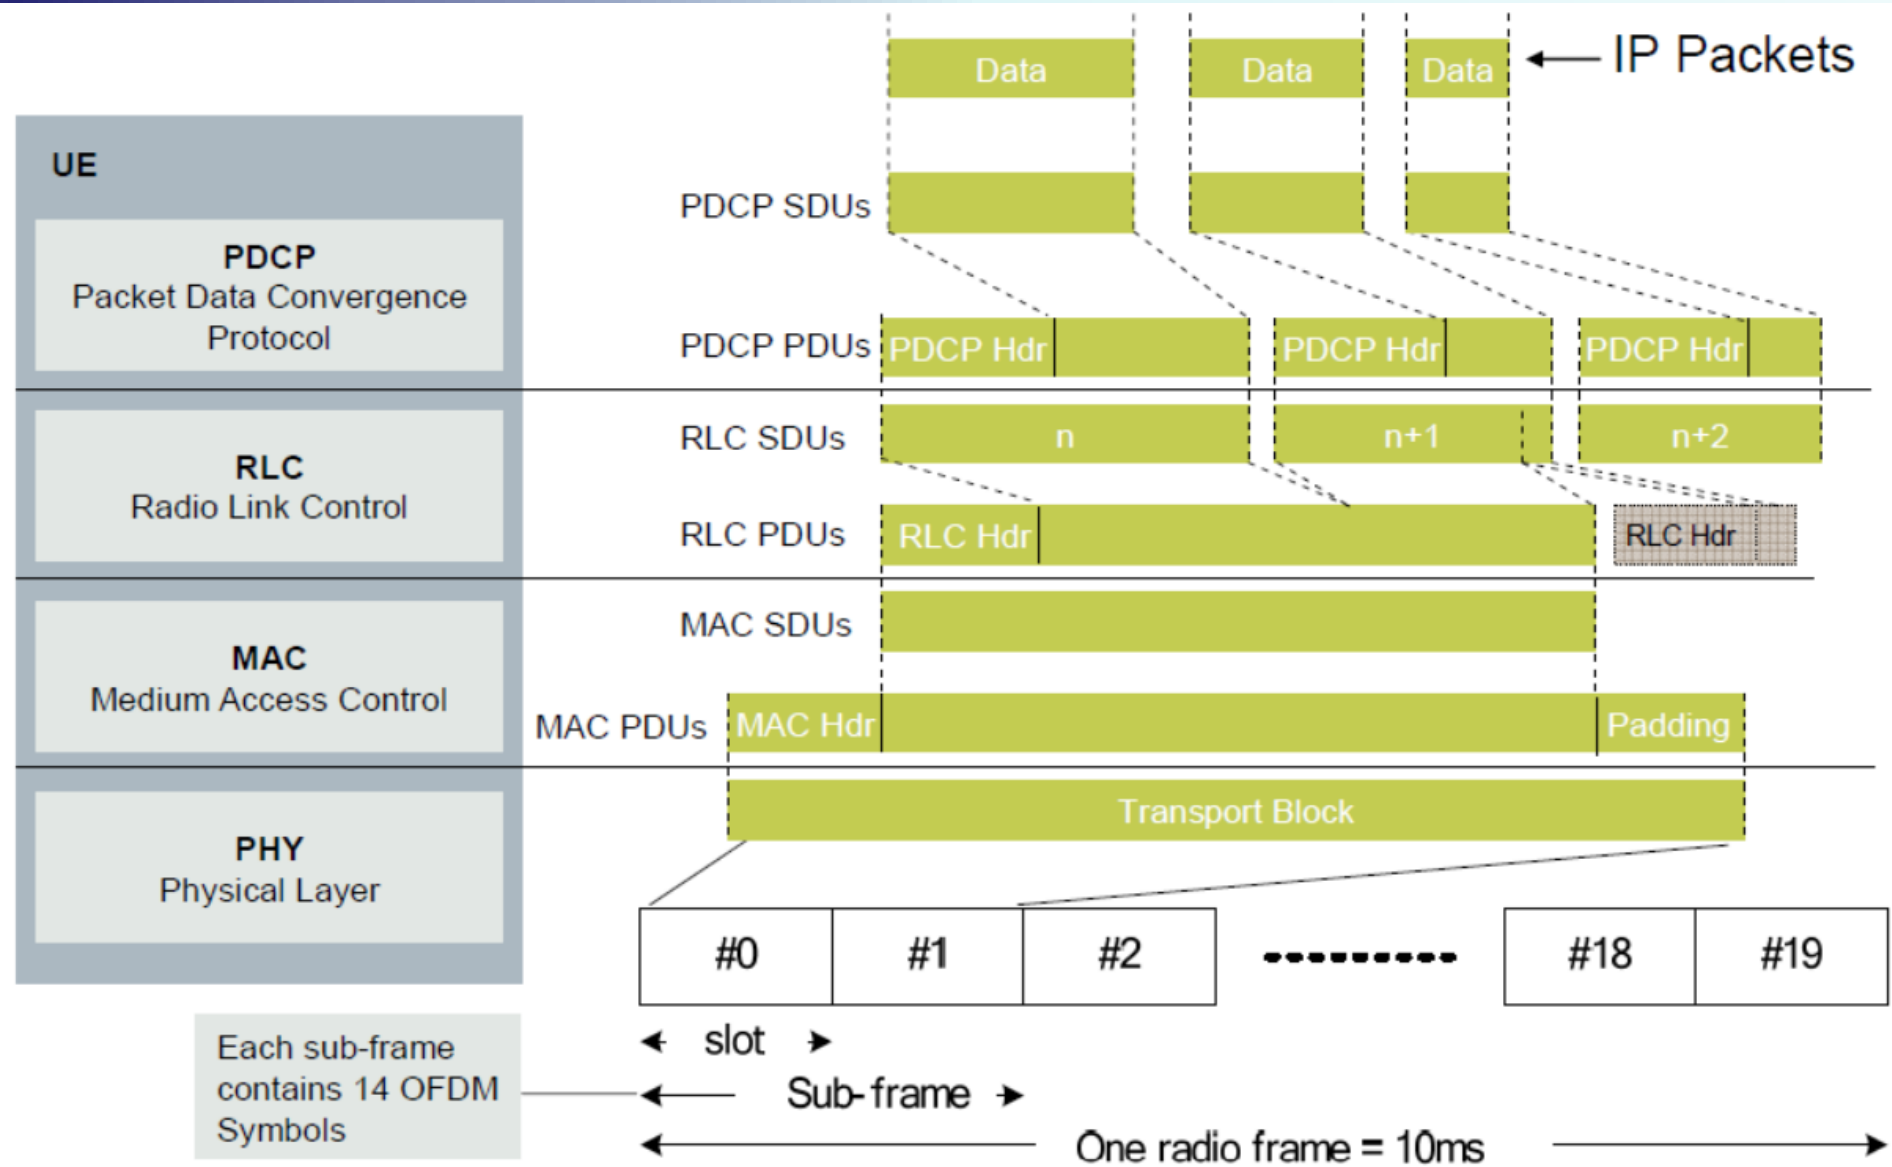 Data
Data
Data
IP Packets
UE
PDCP SDUs
PDCP
Packet Data Convergence
Protocol
PDCP PDUs
PDCP Hdr
PDCP Hdr
PDCP Hdr
RLC SDUs
n
n+1
n+2
RLC
Radio Link Control
RLC PDUs
RLC Hdr
RLC Hdr
MAC SDUs
MAC
Medium Access Control
MAC PDUs
MAC Hdr
Padding
Transport Block
PHY
Physical Layer
#0
#1
#2
#18
#19
slot
Each sub-frame
contains 14 OFDM
Symbols
Sub-frame
One radio frame = 10ms